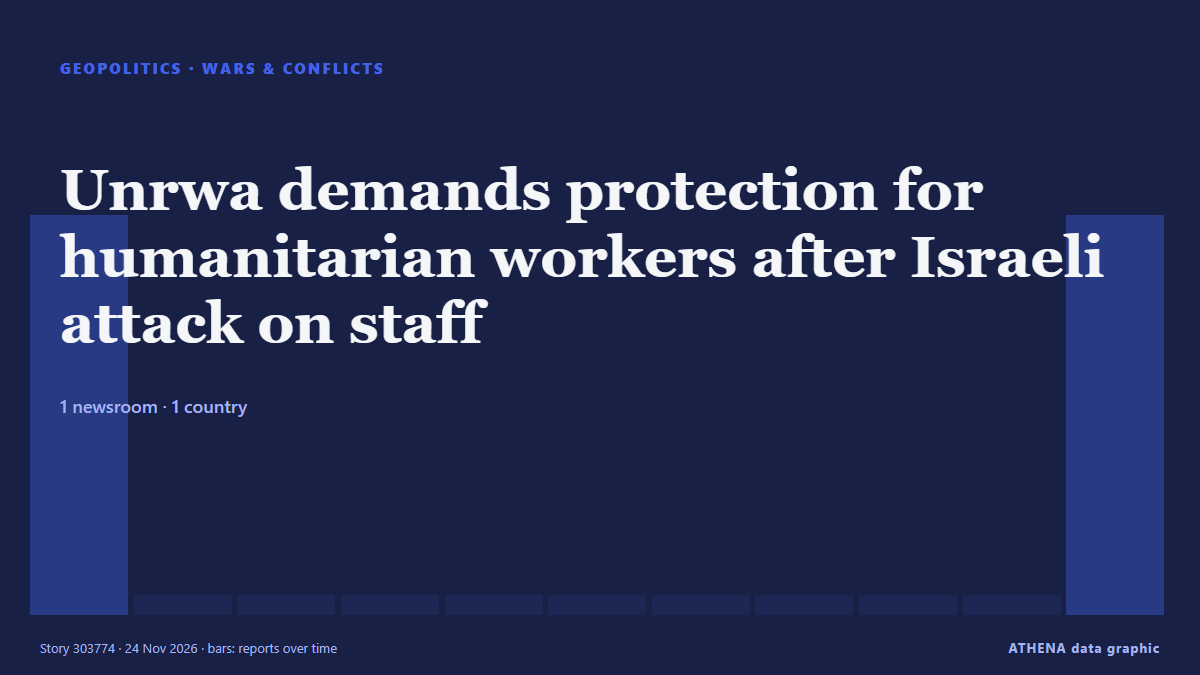 GEOPOLITICS · WARS & CONFLICTS
Unrwa demands protection for
humanitarian workers after Israeli
attack on staff
1 newsroom · 1 country
Story 303774 · 24 Nov 2026 · bars: reports over time
ATHENA data graphic